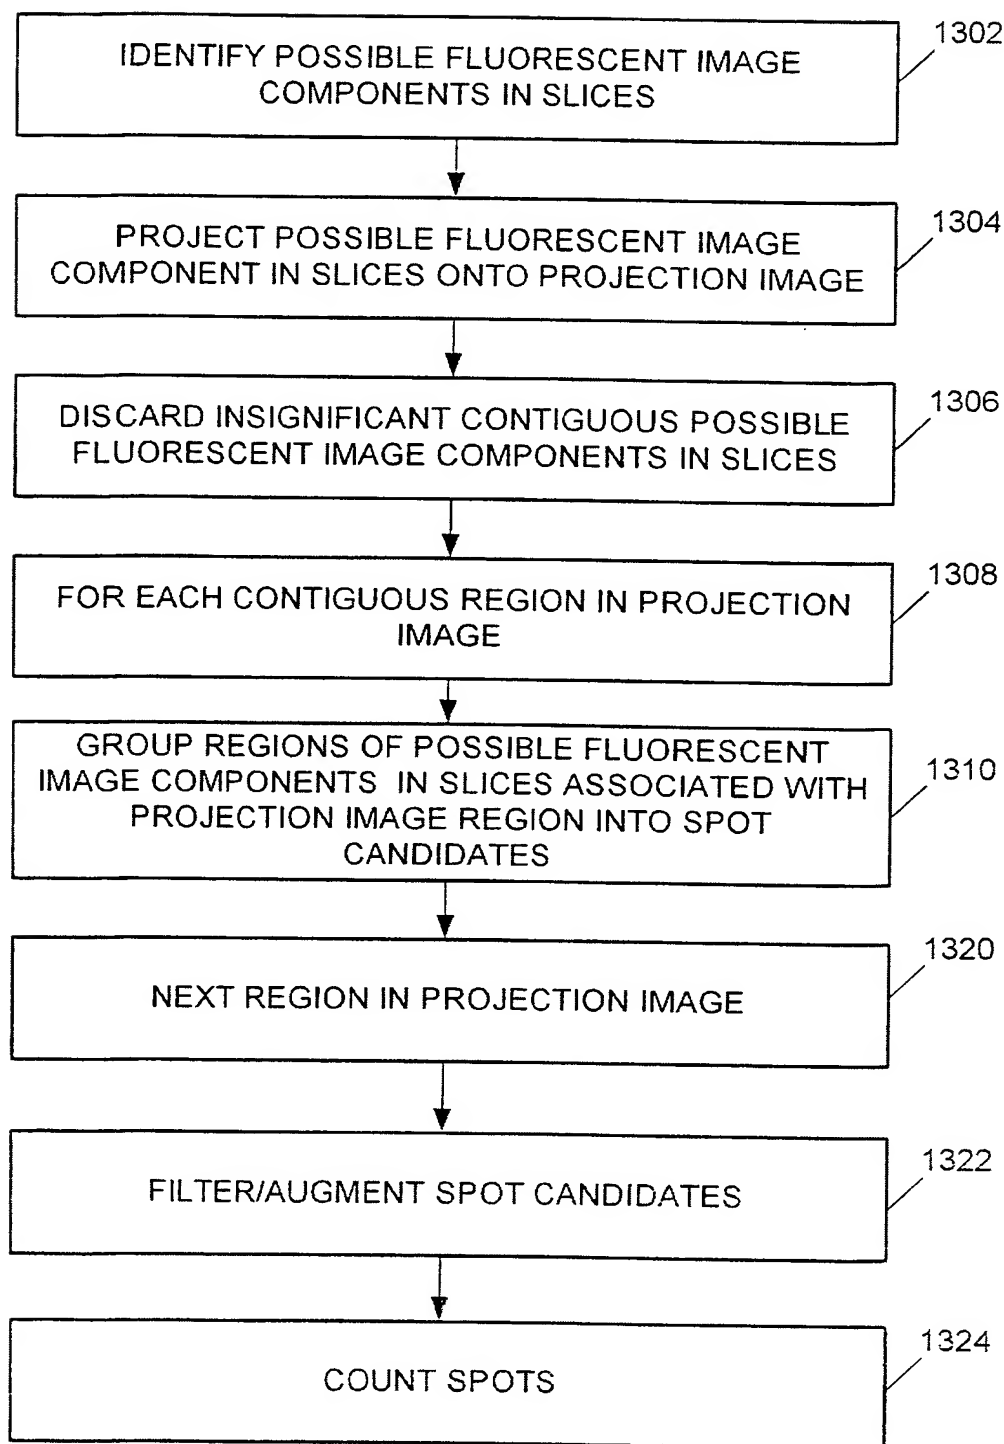 1302
IDENTIFY POSSIBLE FLUORESCENT IMAGE
COMPONENTS IN SLICES
1304
PROJECT POSSIBLE FLUORESCENT IMAGE
COMPONENT IN SLICES ONTO PROJECTION IMAGE
1306
DISCARD INSIGNIFICANT CONTIGUOUS POSSIBLE
FLUORESCENT IMAGE COMPONENTS IN SLICES
1308
FOR EACH CONTIGUOUS REGION IN PROJECTION
IMAGE
1310
GROUP REGIONS OF POSSIBLE FLUORESCENT
IMAGE COMPONENTS IN SLICES ASSOCIATED WITH
PROJECTION IMAGE REGION INTO SPOT
CANDIDATES
1320
NEXT REGION IN PROJECTION IMAGE
1322
FILTER/AUGMENT SPOT CANDIDATES
1324
COUNT SPOTS